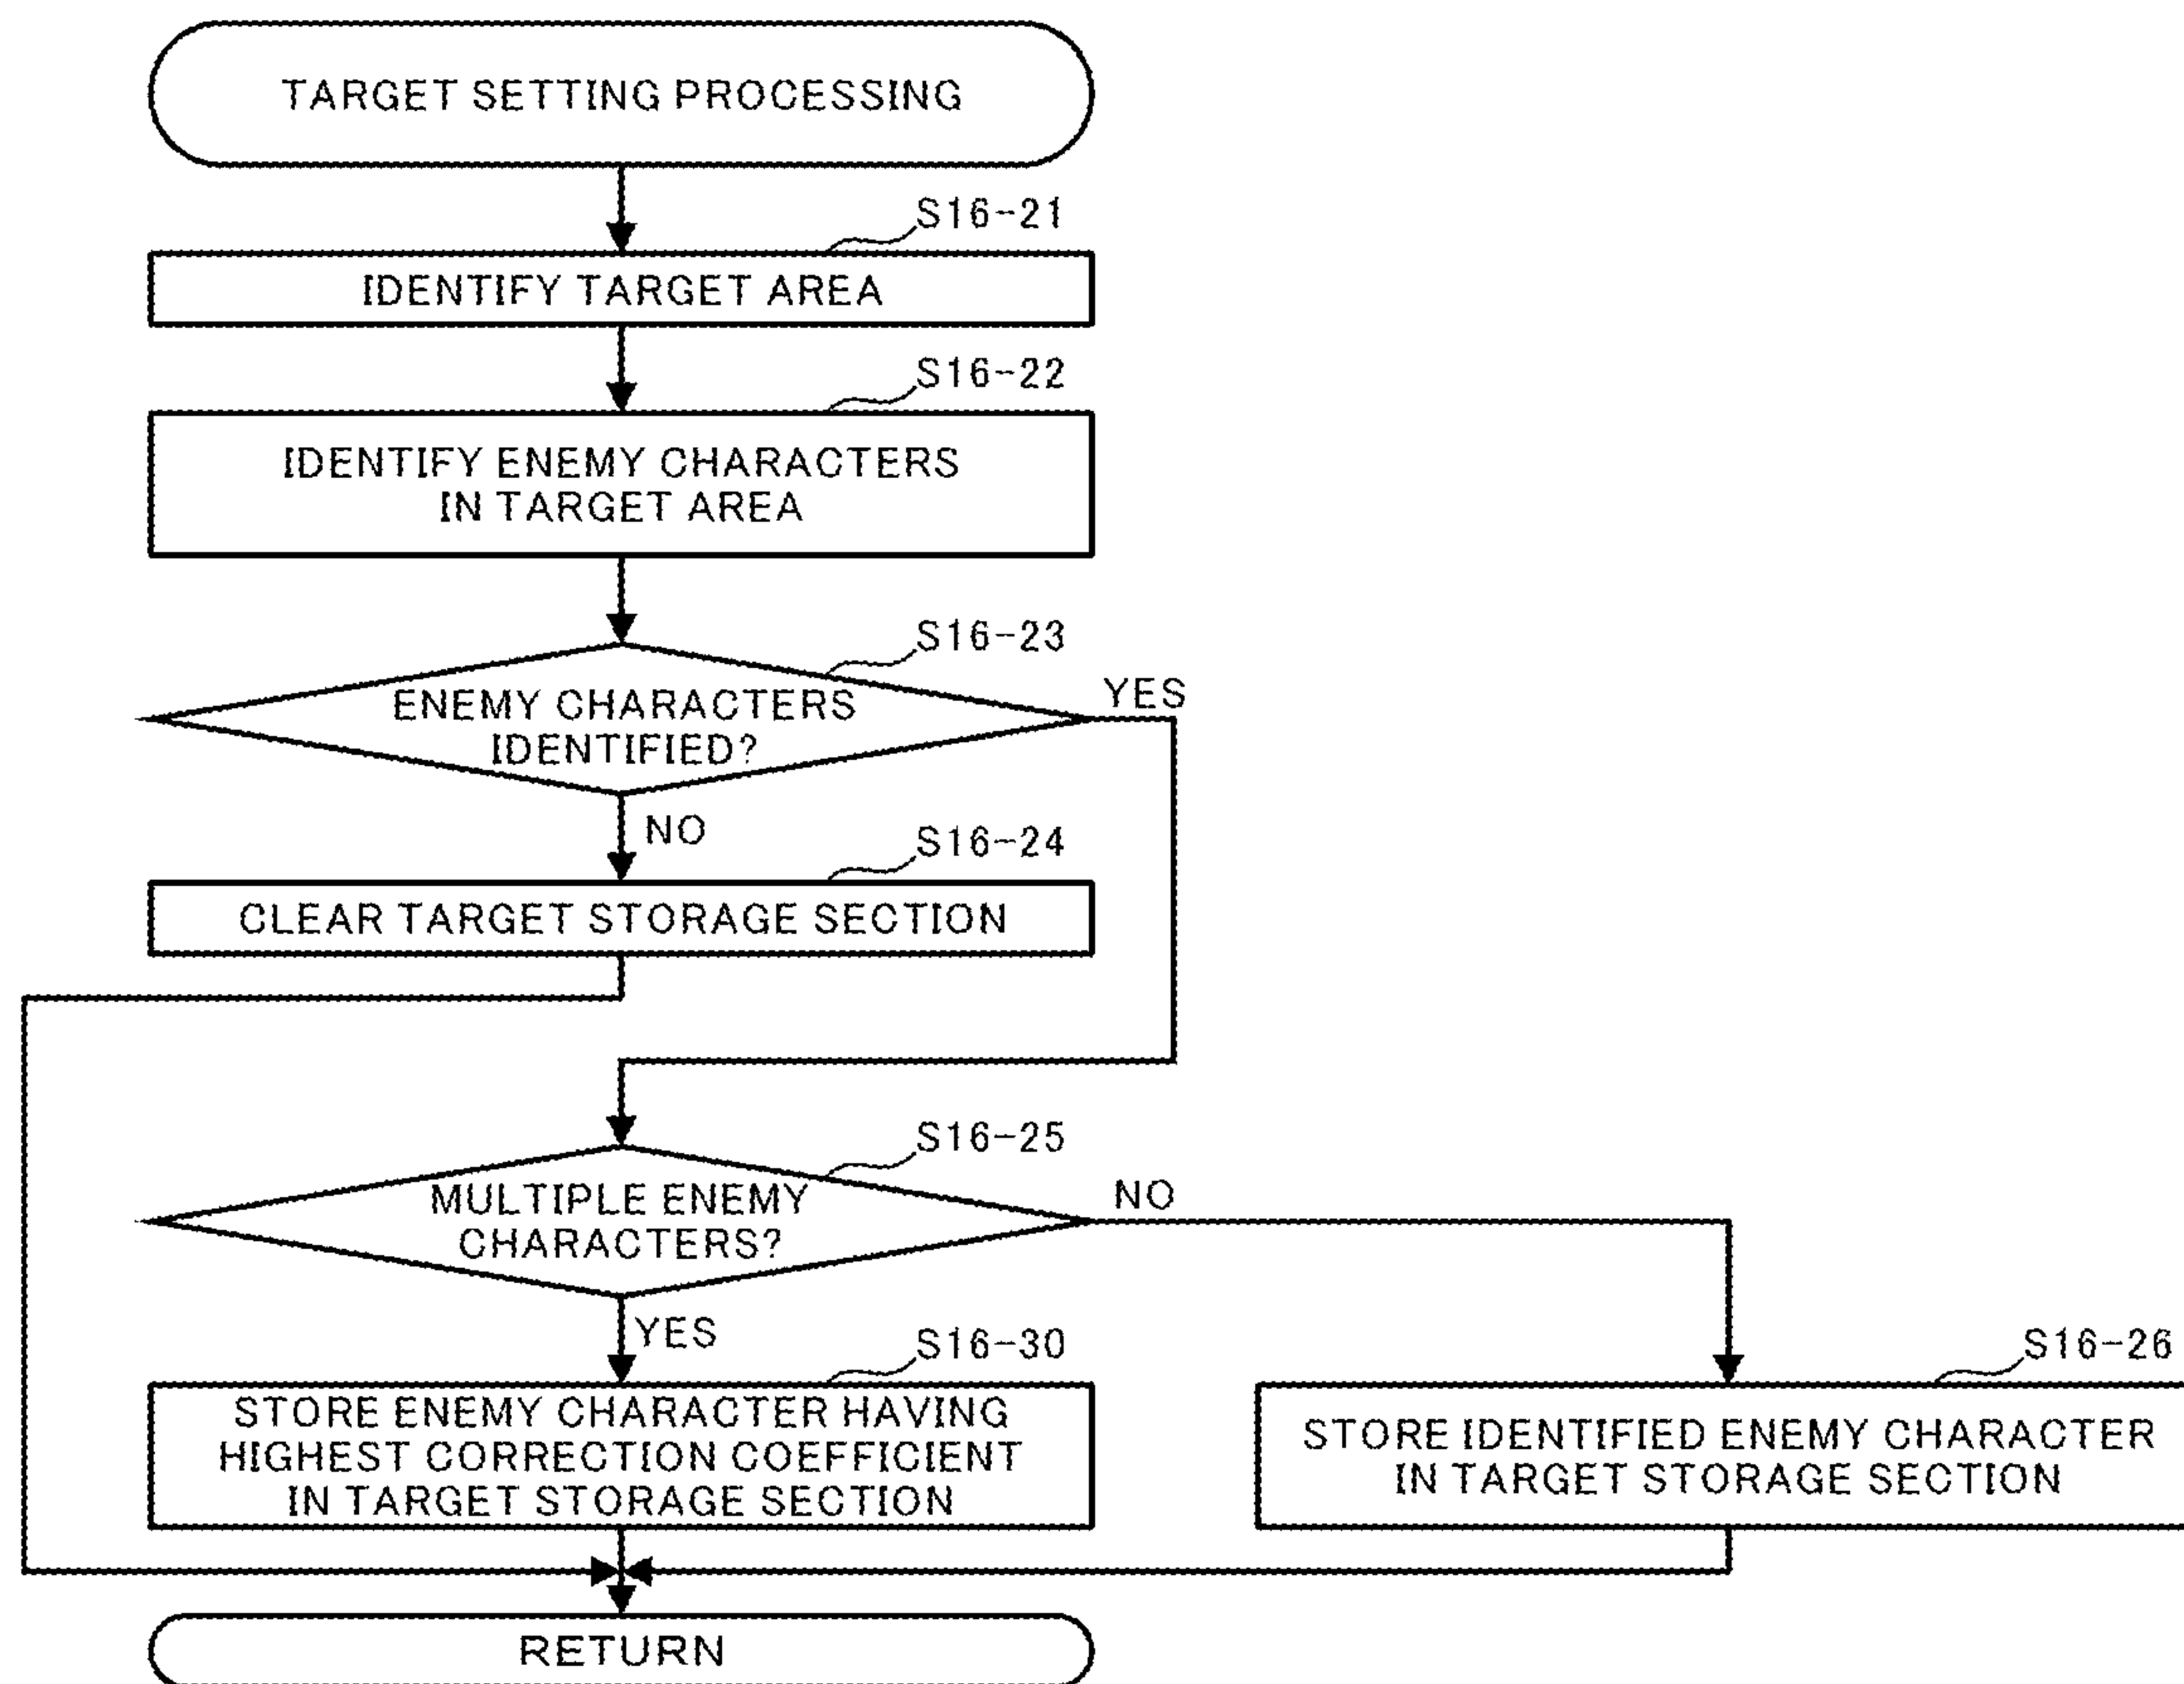 TARGET SETTING PROCESSING
S16-21
IDENTIFY TARGET AREA
S16-22
IDENTIFY ENEMY CHARACTERS
IN TARGET AREA
S16-23
ENEMY CHARACTERS
IDENTIFIED?
YES
NO
S16-24
CLEAR TARGET STORAGE SECTION
S16-25
MULTIPLE ENEMY
CHARACTERS?
NO
YES
S16-30
STORE ENEMY CHARACTER HAVING
HIGHEST CORRECTION COEFFICIENT
IN TARGET STORAGE SECTION
S16-26
STORE IDENTIFIED ENEMY CHARACTER
IN TARGET STORAGE SECTION
RETURN